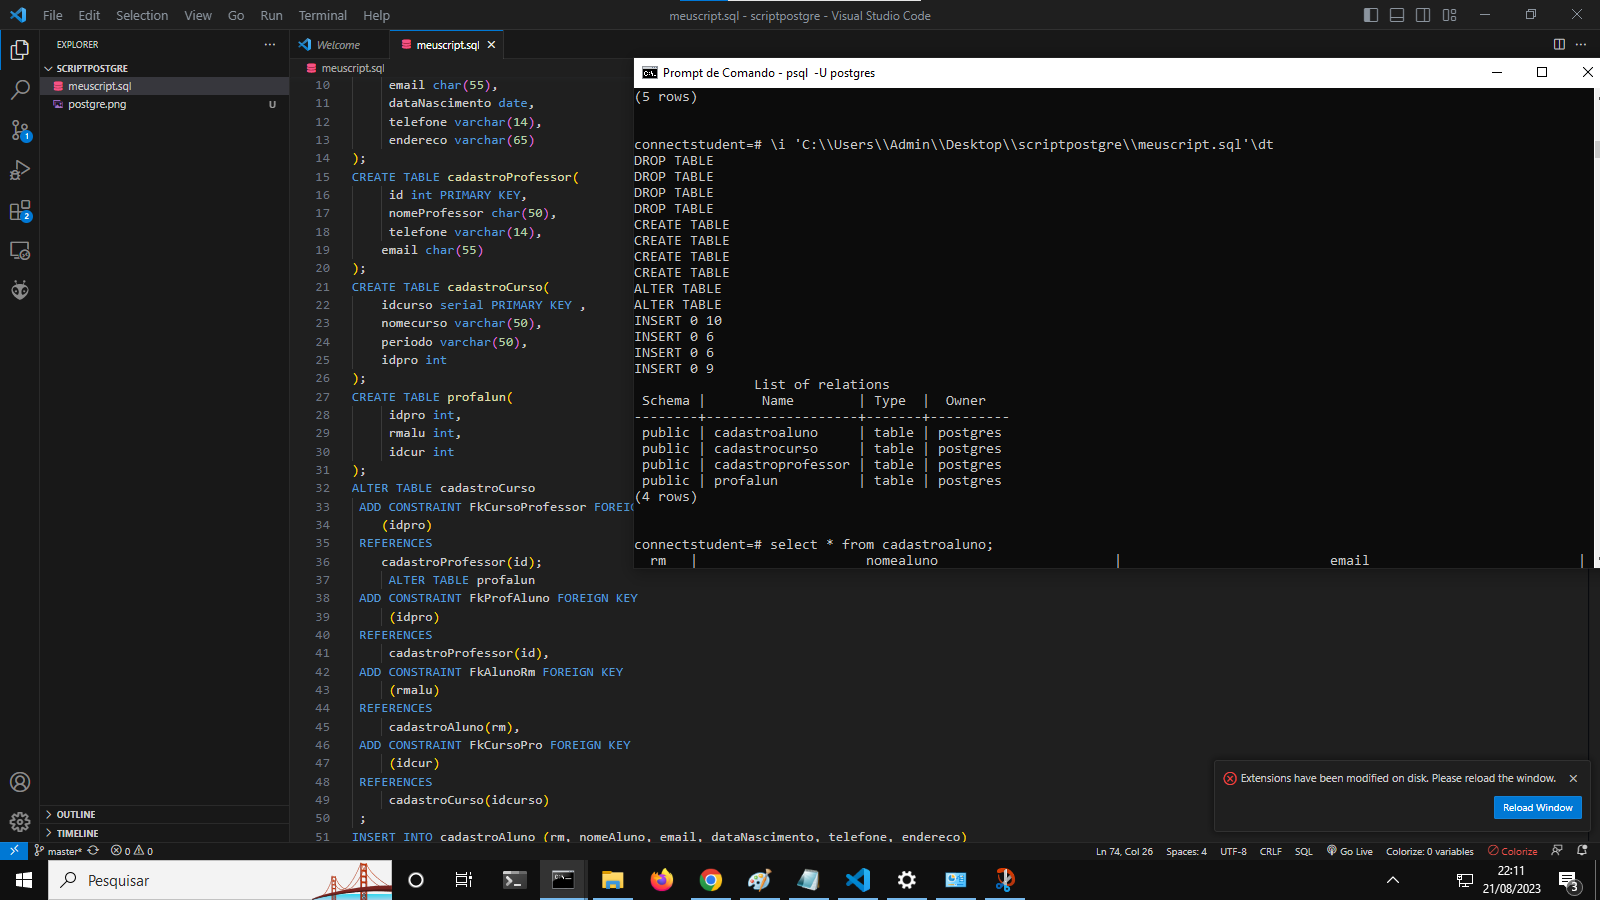 File Edit Selection View Go Run Terminal Help
meuscript.sql - scriptpostgre - Visual Studio Code
EXPLORER
SCRIPTPOSTGRE
meuscript.sql
postgre.png U
1
2
OUTLINE
TIMELINE
Welcome
meuscript.sql
meuscript.sql
10 email char(55),
11 dataNascimento date,
12 telefone varchar(14),
13 endereco varchar(65)
14 );
15 CREATE TABLE cadastroProfessor(
16 id int PRIMARY KEY,
17 nomeProfessor char(50),
18 telefone varchar(14),
19 email char(55)
20 );
21 CREATE TABLE cadastroCurso(
22 idcurso serial PRIMARY KEY ,
23 nomecurso varchar(50),
24 periodo varchar(50),
25 idpro int
26 );
27 CREATE TABLE profalun(
28 idpro int,
29 rmalu int,
30 idcur int
31 );
32 ALTER TABLE cadastroCurso
33 ADD CONSTRAINT FkCursoProfessor FOREIG
34 (idpro)
35 REFERENCES
36 cadastroProfessor(id);
37 ALTER TABLE profalun
38 ADD CONSTRAINT FkProfAluno FOREIGN KEY
39 (idpro)
40 REFERENCES
41 cadastroProfessor(id),
42 ADD CONSTRAINT FkAlunoRm FOREIGN KEY
43 (rmalu)
44 REFERENCES
45 cadastroAluno(rm),
46 ADD CONSTRAINT FkCursoPro FOREIGN KEY
47 (idcur)
48 REFERENCES
49 cadastroCurso(idcurso)
50 ;
51 INSERT INTO cadastroAluno (rm, nomeAluno, email, dataNascimento, telefone, endereco)
Prompt de Comando - psql -U postgres
(5 rows)
connectstudent=# \i 'C:\\Users\\Admin\\Desktop\\scriptpostgre\\meuscript.sql'\dt
DROP TABLE
DROP TABLE
DROP TABLE
DROP TABLE
CREATE TABLE
CREATE TABLE
CREATE TABLE
CREATE TABLE
ALTER TABLE
ALTER TABLE
INSERT 0 10
INSERT 0 6
INSERT 0 6
INSERT 0 9
List of relations
Schema | Name | Type | Owner
--------+-------------------+-------+----------
public | cadastroaluno | table | postgres
public | cadastrocurso | table | postgres
public | cadastroprofessor | table | postgres
public | profalun | table | postgres
(4 rows)
connectstudent=# select * from cadastroaluno;
rm | nomealuno | email |
Extensions have been modified on disk. Please reload the window.
Reload Window
master* 0 0 Ln 74, Col 26 Spaces: 4 UTF-8 CRLF SQL Go Live Colorize: 0 variables Colorize
Pesquisar
22:11
21/08/2023
3